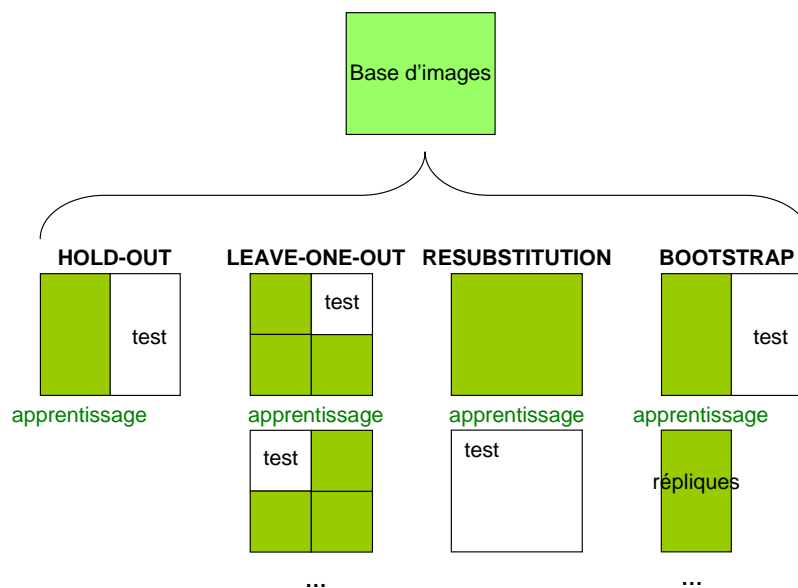 Base d'images
HOLD-OUT
LEAVE-ONE-OUT
RESUBSTITUTION
BOOTSTRAP
test
test
test
apprentissage
apprentissage
apprentissage
apprentissage
test
test
répliques
...
...